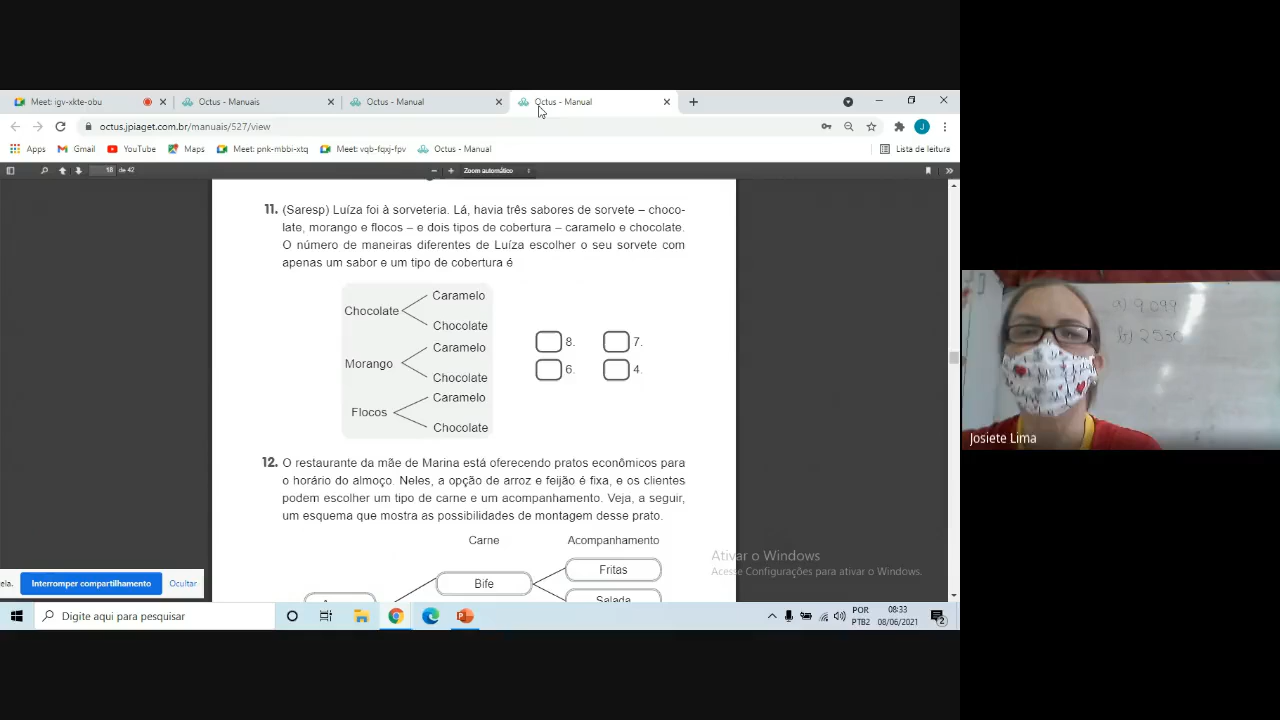 Meet: igv-xkte-obu
Octus - Manuais
Octus - Manual
Octus - Manual
octus.jpiaget.com.br/manuais/527/view
Apps
Gmail
YouTube
Maps
Meet: pnk-mbbi-xtq
Meet: vqb-fqxj-fpv
Octus - Manual
Lista de leitura
18 de 42
Zoom automático
11. (Saresp) Luíza foi à sorveteria. Lá, havia três sabores de sorvete – choco-
late, morango e flocos – e dois tipos de cobertura – caramelo e chocolate.
O número de maneiras diferentes de Luíza escolher o seu sorvete com
apenas um sabor e um tipo de cobertura é
Caramelo
Chocolate
Chocolate
Caramelo
Morango
Chocolate
Caramelo
Flocos
Chocolate
8. 7.
6. 4.
12. O restaurante da mãe de Marina está oferecendo pratos econômicos para
o horário do almoço. Neles, a opção de arroz e feijão é fixa, e os clientes
podem escolher um tipo de carne e um acompanhamento. Veja, a seguir,
um esquema que mostra as possibilidades de montagem desse prato.
Carne Acompanhamento
Fritas
Bife
Salada
Ativar o Windows
Acesse Configurações para ativar o Windows.
ela.
Interromper compartilhamento
Ocultar
Digite aqui para pesquisar
POR
PTB2
08:33
08/06/2021
2
a) 9 099
b) 2530
Josiete Lima